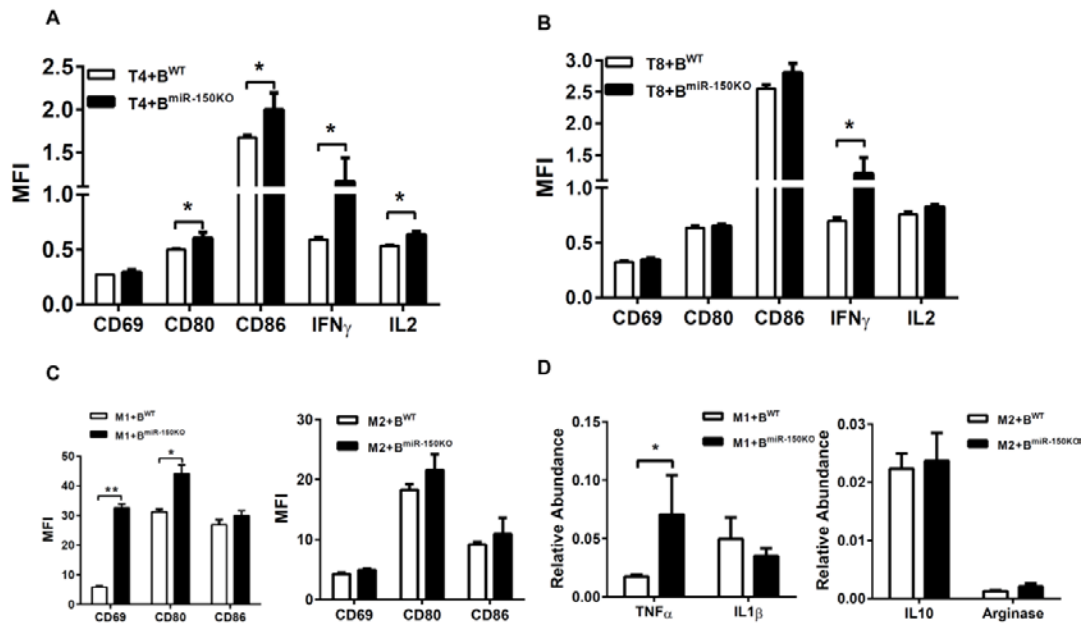 A
T4+B^WT
T4+B^miR-150KO
MFI
2.5
2.0
1.5
1.0
0.5
0.0
*
*
*
*
CD69 CD80 CD86 IFNγ IL2
B
T8+B^WT
T8+B^miR-150KO
MFI
3.0
2.5
2.0
1.5
1.0
0.5
0.0
*
CD69 CD80 CD86 IFNγ IL2
C
M1+B^WT
M1+B^miR-150KO
MFI
50
40
30
20
10
0
**
*
CD69 CD80 CD86
M2+B^WT
M2+B^miR-150KO
MFI
30
20
10
0
CD69 CD80 CD86
D
M1+B^WT
M1+B^miR-150KO
Relative Abundance
0.15
0.10
0.05
0.00
*
TNFα IL1β
M2+B^WT
M2+B^miR-150KO
Relative Abundance
0.03
0.02
0.01
0.00
IL10 Arginase